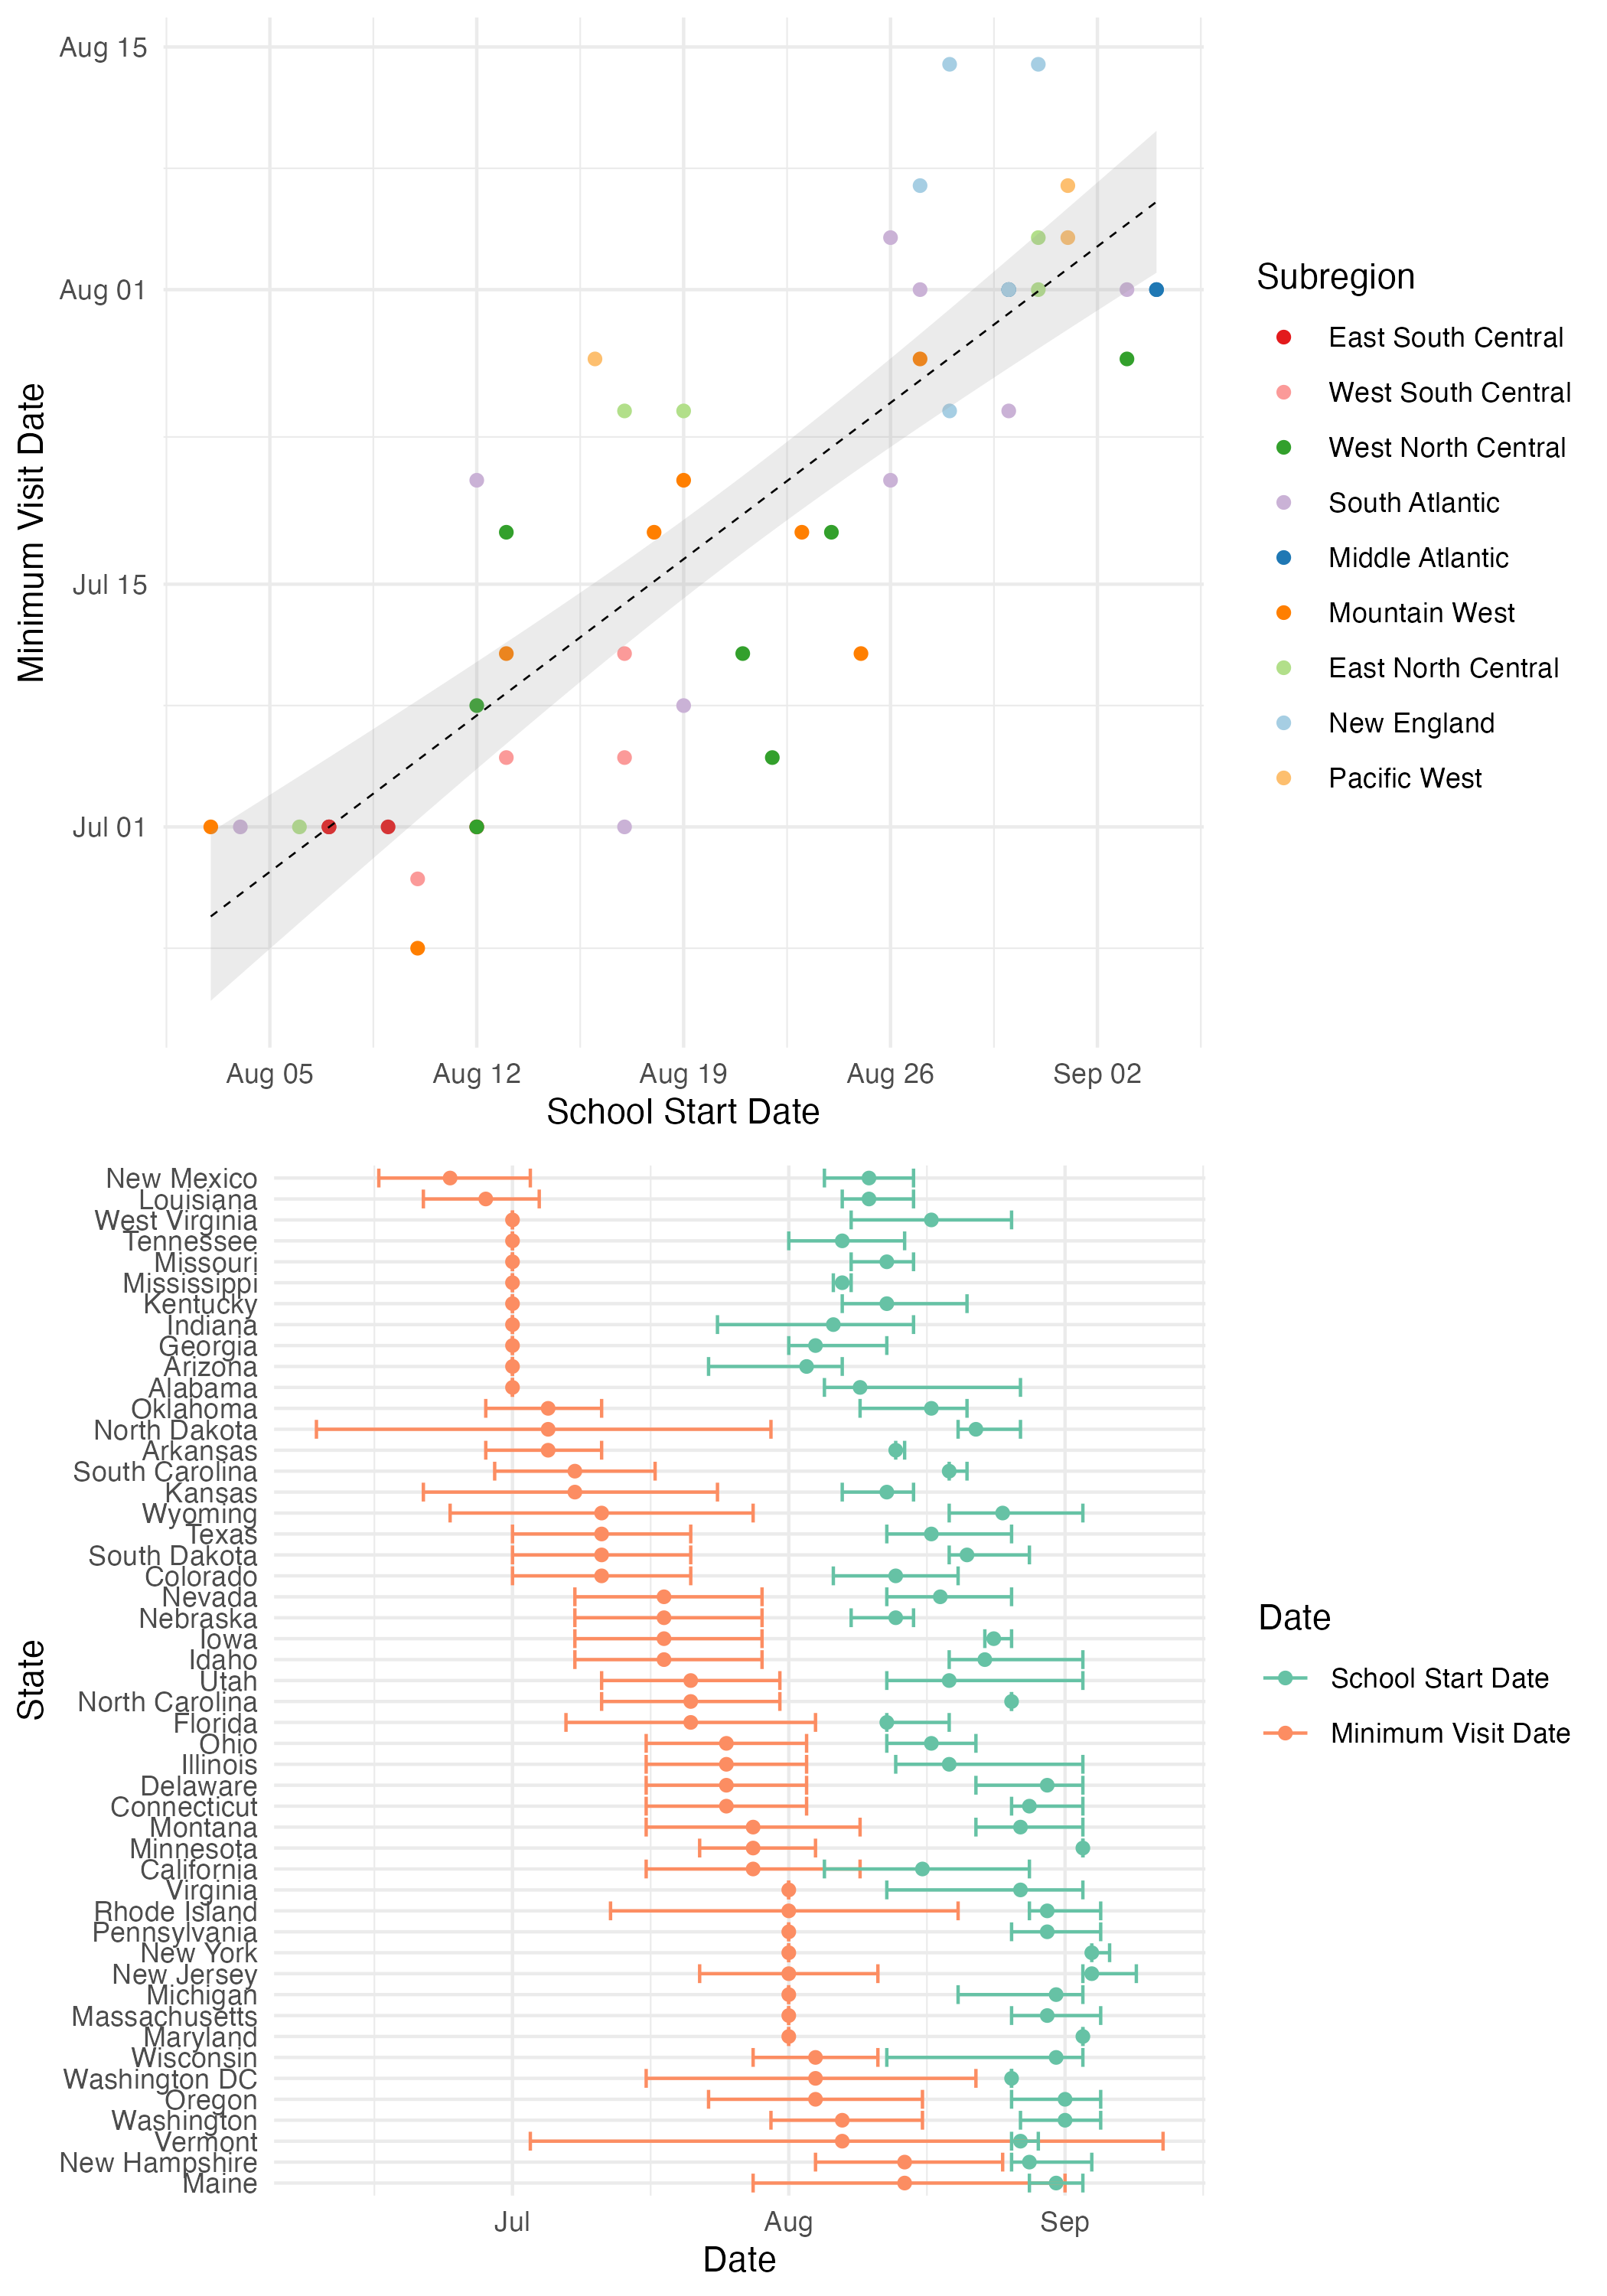 Aug 15
Aug 01
Jul 15
Jul 01
Minimum Visit Date
Aug 05
Aug 12
Aug 19
Aug 26
Sep 02
School Start Date
Subregion
East South Central
West South Central
West North Central
South Atlantic
Middle Atlantic
Mountain West
East North Central
New England
Pacific West
New Mexico
Louisiana
West Virginia
Tennessee
Missouri
Mississippi
Kentucky
Indiana
Georgia
Arizona
Alabama
Oklahoma
North Dakota
Arkansas
South Carolina
Kansas
Wyoming
Texas
South Dakota
Colorado
Nevada
Nebraska
Iowa
Idaho
Utah
North Carolina
Florida
Ohio
Illinois
Delaware
Connecticut
Montana
Minnesota
California
Virginia
Rhode Island
Pennsylvania
New York
New Jersey
Michigan
Massachusetts
Maryland
Wisconsin
Washington DC
Oregon
Washington
Vermont
New Hampshire
Maine
State
Jul
Aug
Sep
Date
Date
School Start Date
Minimum Visit Date